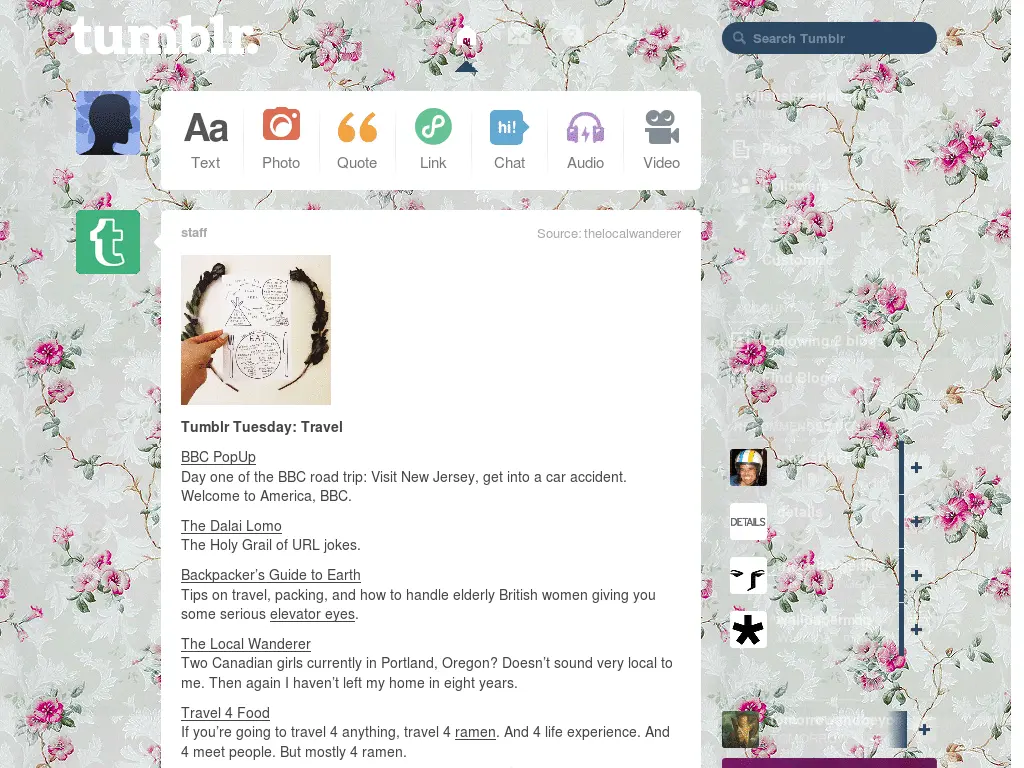 tumblr.
Search Tumblr
Aa
hi!
Text
Photo
Quote
Link
Chat
Audio
Video
Posts
Followers
Customize
Following 2 blogs
Find Blogs
DETAILS
details
wallpapermag
t
staff
Source: thelocalwanderer
EAT
Tumblr Tuesday: Travel
BBC PopUp
Day one of the BBC road trip: Visit New Jersey, get into a car accident.
Welcome to America, BBC.
The Dalai Lomo
The Holy Grail of URL jokes.
Backpacker’s Guide to Earth
Tips on travel, packing, and how to handle elderly British women giving you
some serious elevator eyes.
The Local Wanderer
Two Canadian girls currently in Portland, Oregon? Doesn’t sound very local to
me. Then again I haven’t left my home in eight years.
Travel 4 Food
If you’re going to travel 4 anything, travel 4 ramen. And 4 life experience. And
4 meet people. But mostly 4 ramen.